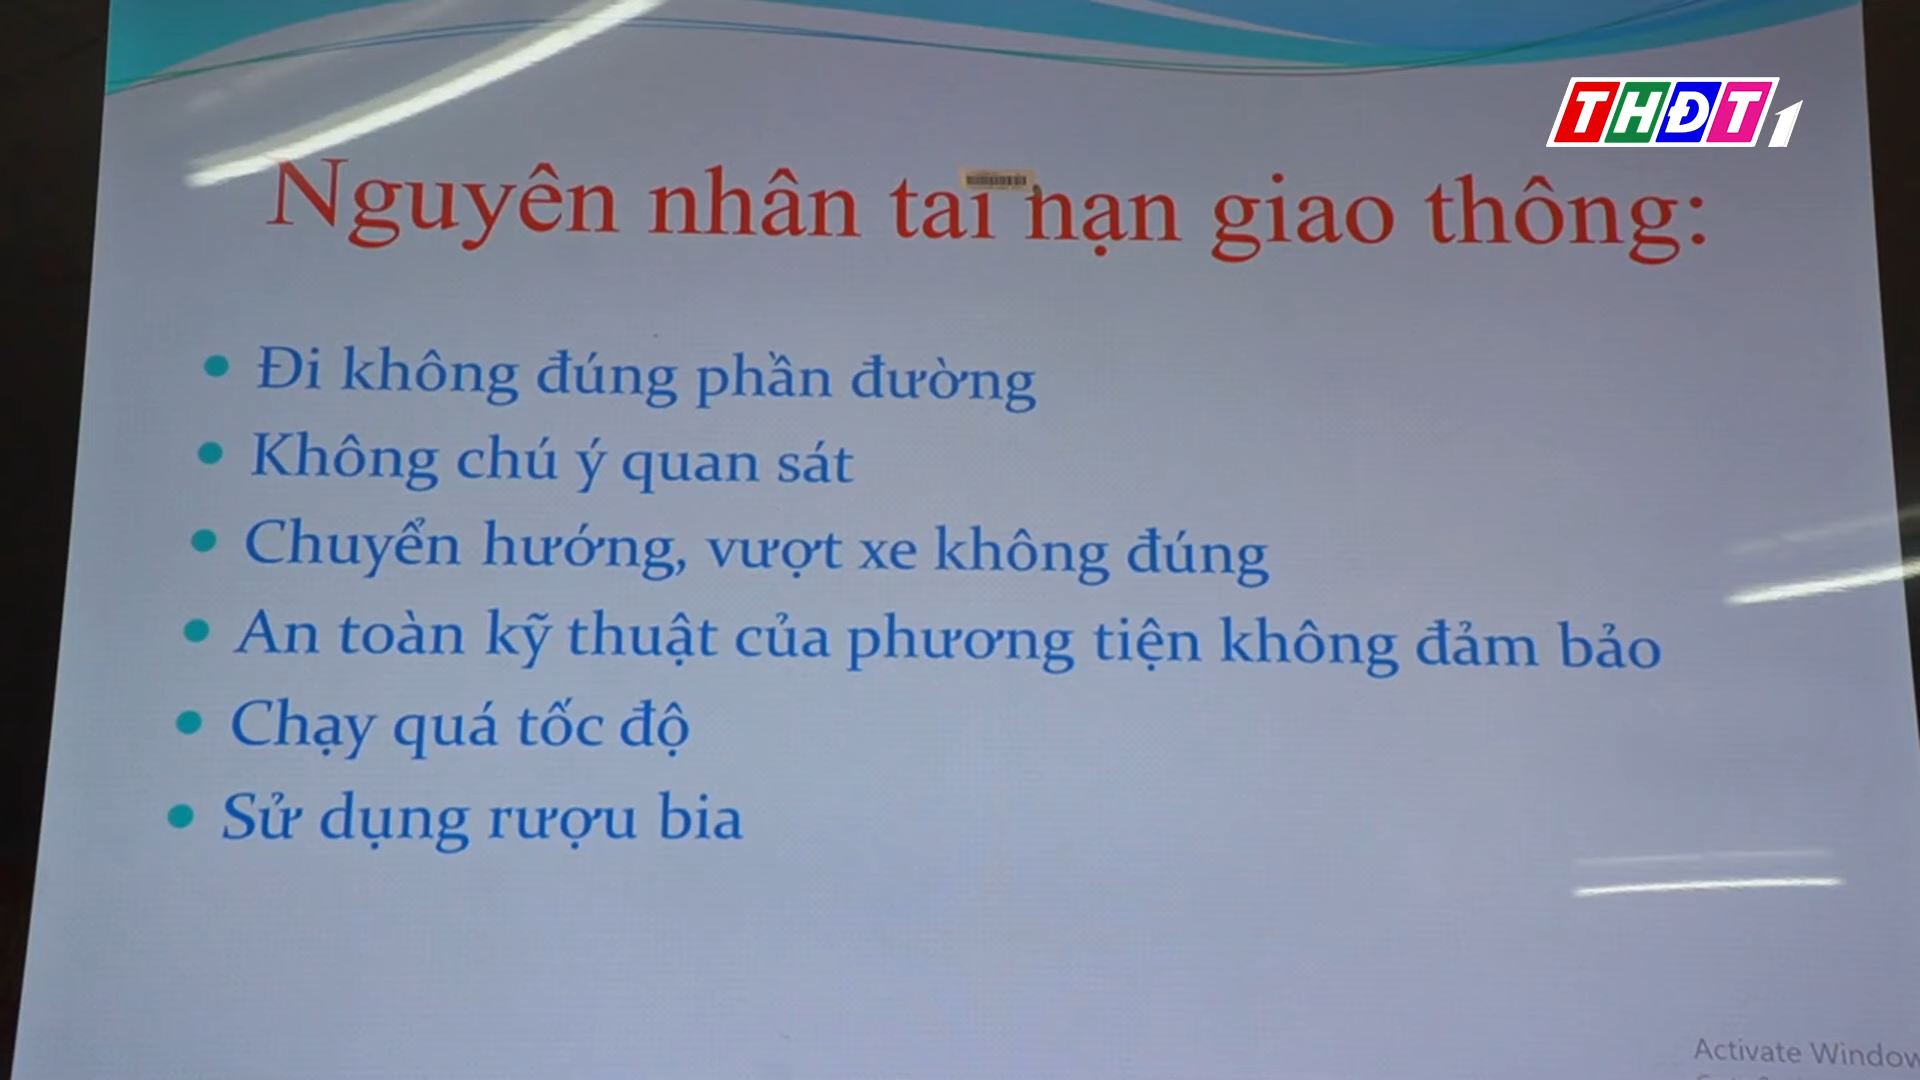 THĐT1
Nguyên nhân tai nạn giao thông:
• Đi không đúng phần đường
• Không chú ý quan sát
• Chuyển hướng, vượt xe không đúng
• An toàn kỹ thuật của phương tiện không đảm bảo
• Chạy quá tốc độ
• Sử dụng rượu bia
Activate Window